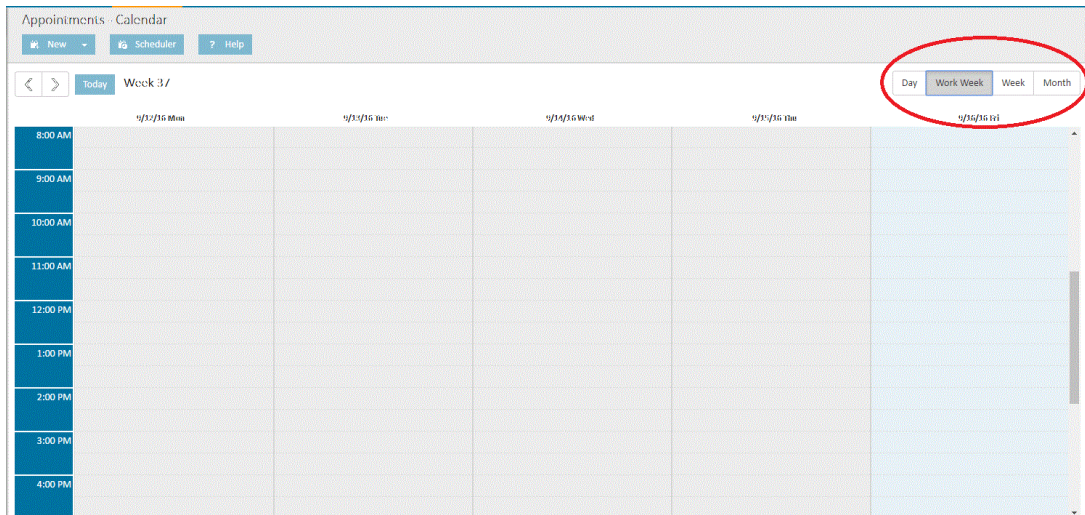 Appointments - Calendar
New Scheduler ? Help
Today Week 37 Day Work Week Week Month
9/12/16 Mon 9/13/16 Tue 9/14/16 Wed 9/15/16 Thu 9/16/16 Fri
8:00 AM
9:00 AM
10:00 AM
11:00 AM
12:00 PM
1:00 PM
2:00 PM
3:00 PM
4:00 PM